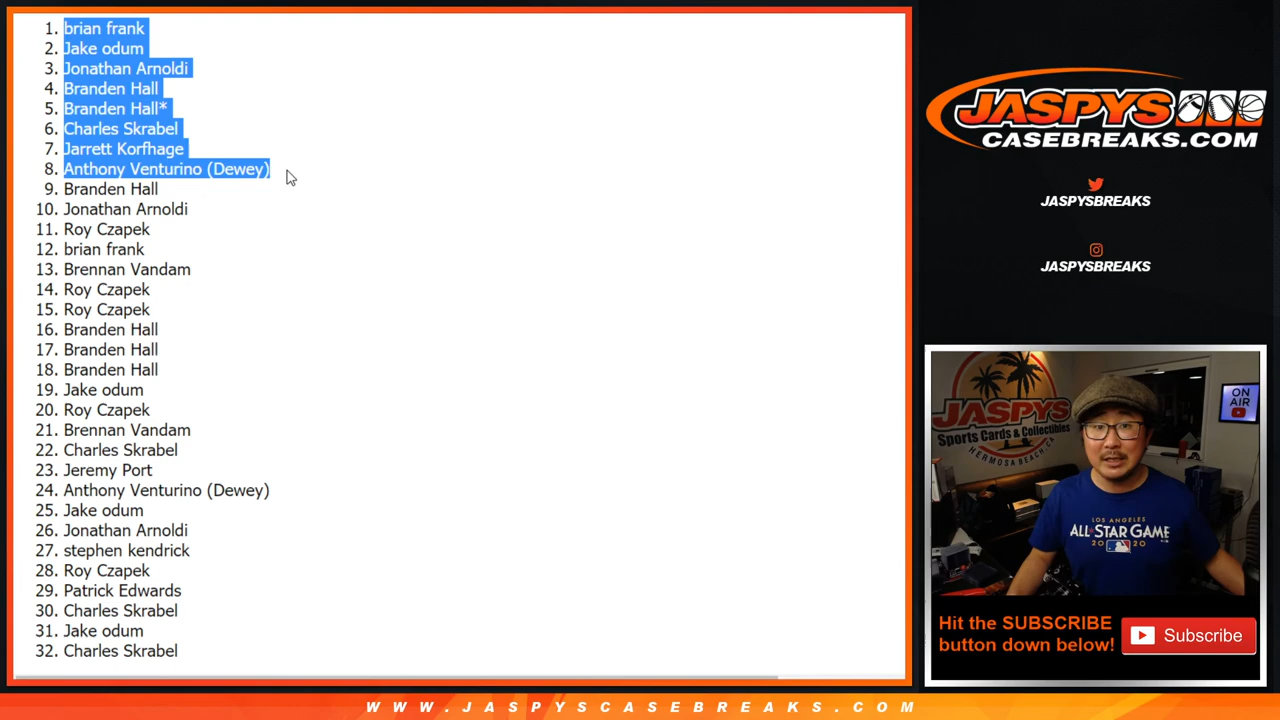 1. brian frank
2. Jake odum
3. Jonathan Arnoldi
4. Branden Hall
5. Branden Hall*
6. Charles Skrabel
7. Jarrett Korfhage
8. Anthony Venturino (Dewey)
9. Branden Hall
10. Jonathan Arnoldi
11. Roy Czapek
12. brian frank
13. Brennan Vandam
14. Roy Czapek
15. Roy Czapek
16. Branden Hall
17. Branden Hall
18. Branden Hall
19. Jake odum
20. Roy Czapek
21. Brennan Vandam
22. Charles Skrabel
23. Jeremy Port
24. Anthony Venturino (Dewey)
25. Jake odum
26. Jonathan Arnoldi
27. stephen kendrick
28. Roy Czapek
29. Patrick Edwards
30. Charles Skrabel
31. Jake odum
32. Charles Skrabel
JASPYS
CASEBREAKS.COM
JASPYSBREAKS
JASPYSBREAKS
JASPYS
Sports Cards & Collectibles
HERMOSA BEACH, CA
ON
AIR
LOS ANGELES
ALL STAR GAME
2020
Hit the SUBSCRIBE
button down below!
Subscribe
WWW.JASPYSCASEBREAKS.COM